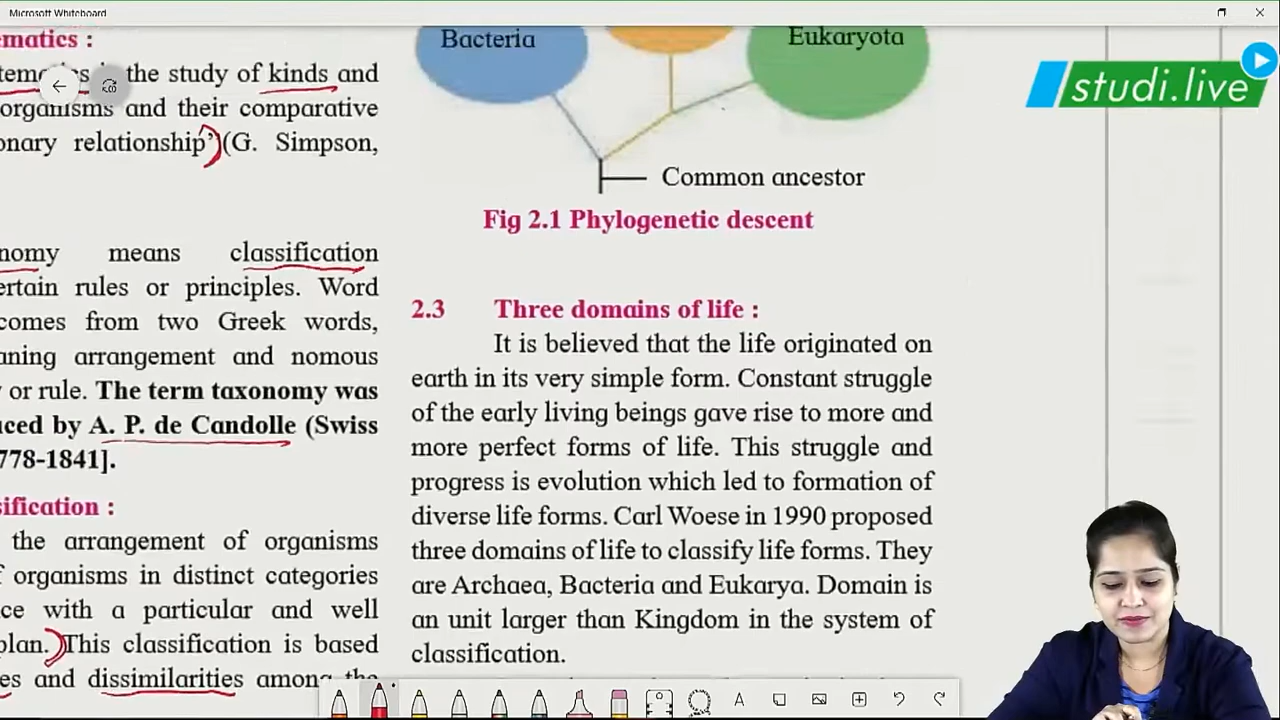 Microsoft Whiteboard
ematics :
the study of kinds and
organisms and their comparative
onary relationship' (G. Simpson,
nomy means classification
ertain rules or principles. Word
comes from two Greek words,
aning arrangement and nomous
or rule. The term taxonomy was
uced by A. P. de Candolle (Swiss
778-1841].
sification :
the arrangement of organisms
f organisms in distinct categories
ce with a particular and well
plan. This classification is based
es and dissimilarities among the
Bacteria
Eukaryota
Common ancestor
Fig 2.1 Phylogenetic descent
2.3 Three domains of life :
It is believed that the life originated on
earth in its very simple form. Constant struggle
of the early living beings gave rise to more and
more perfect forms of life. This struggle and
progress is evolution which led to formation of
diverse life forms. Carl Woese in 1990 proposed
three domains of life to classify life forms. They
are Archaea, Bacteria and Eukarya. Domain is
an unit larger than Kingdom in the system of
classification.
studi.live
A